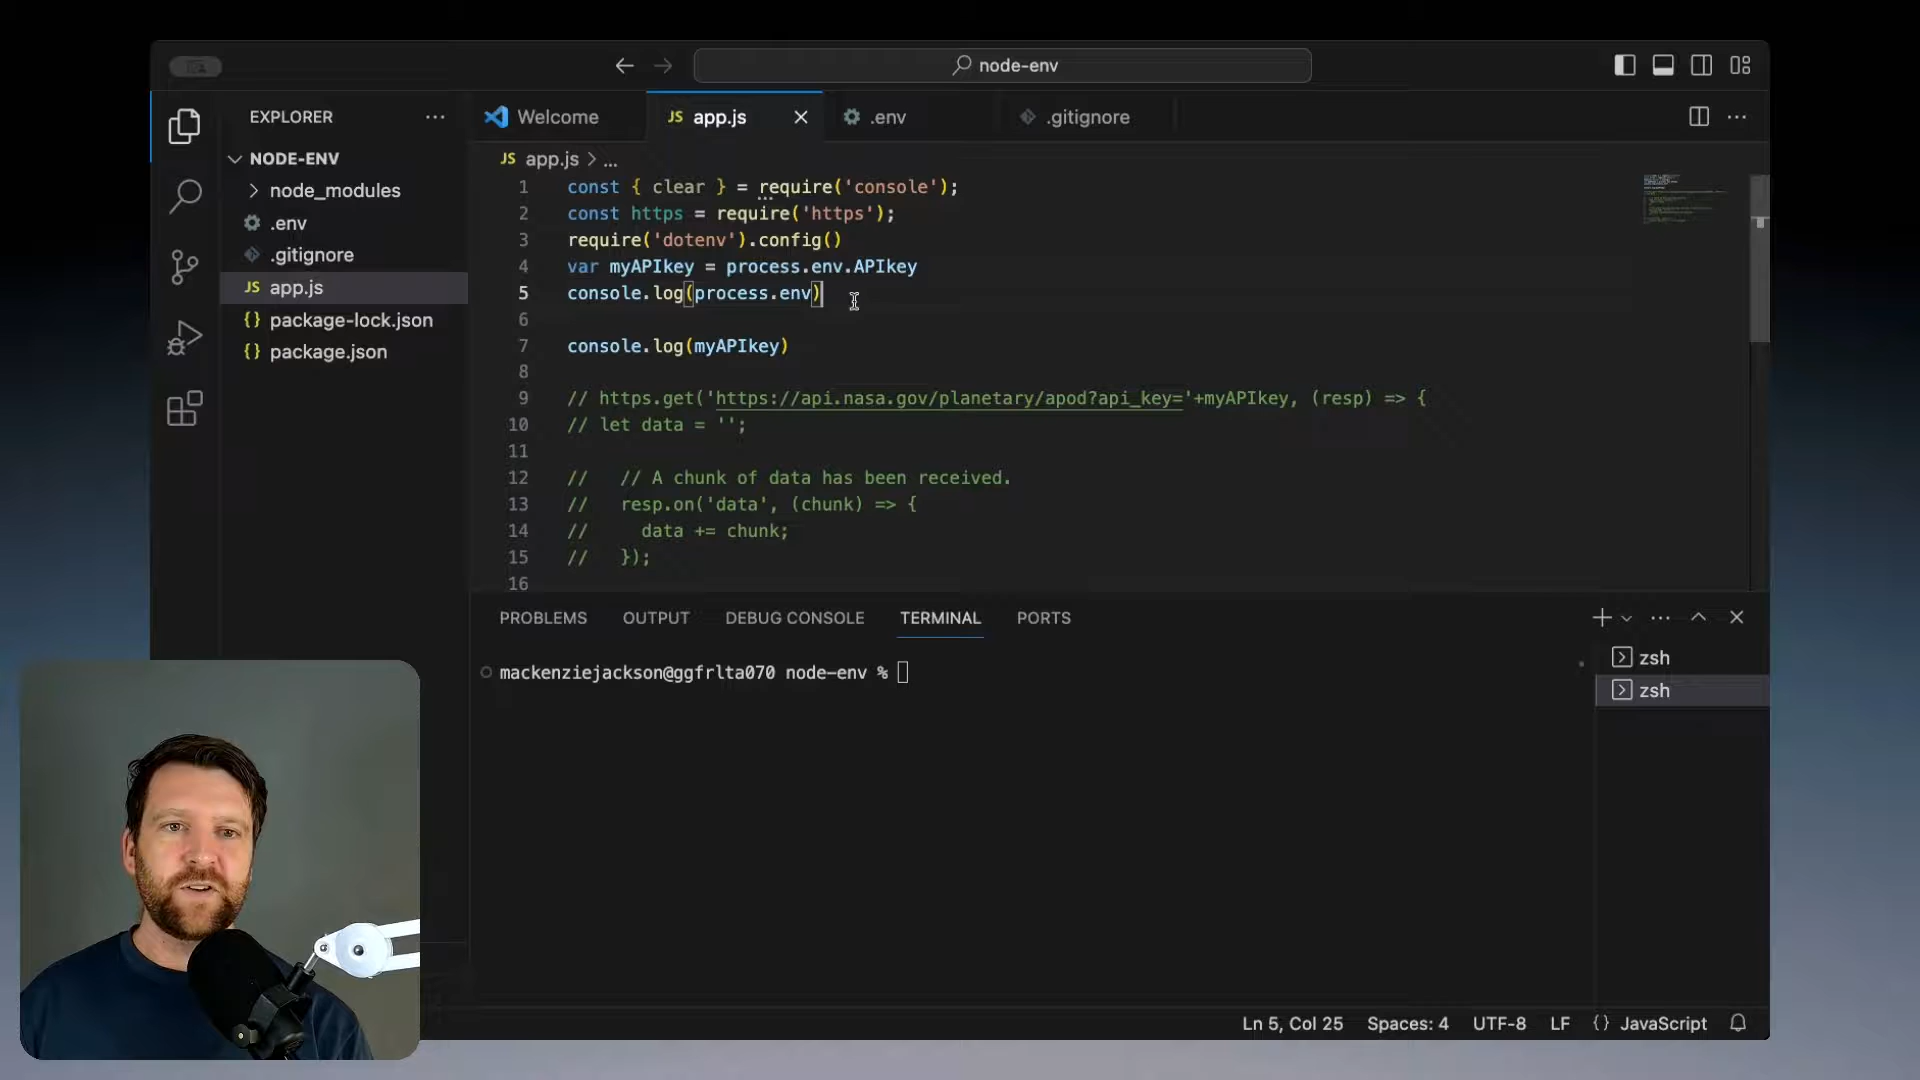 node-env
EXPLORER
NODE-ENV
node_modules
.env
.gitignore
JS app.js
{} package-lock.json
{} package.json
Welcome
JS app.js
.env
.gitignore
JS app.js > ...
1 const { clear } = require('console');
2 const https = require('https');
3 require('dotenv').config()
4 var myAPIkey = process.env.APIkey
5 console.log(process.env)
6
7 console.log(myAPIkey)
8
9 // https.get('https://api.nasa.gov/planetary/apod?api_key='+myAPIkey, (resp) => {
10 // let data = '';
11
12 // // A chunk of data has been received.
13 // resp.on('data', (chunk) => {
14 // data += chunk;
15 // });
16
PROBLEMS OUTPUT DEBUG CONSOLE TERMINAL PORTS
mackenziejackson@ggfrlta070 node-env %
zsh
zsh
Ln 5, Col 25 Spaces: 4 UTF-8 LF {} JavaScript